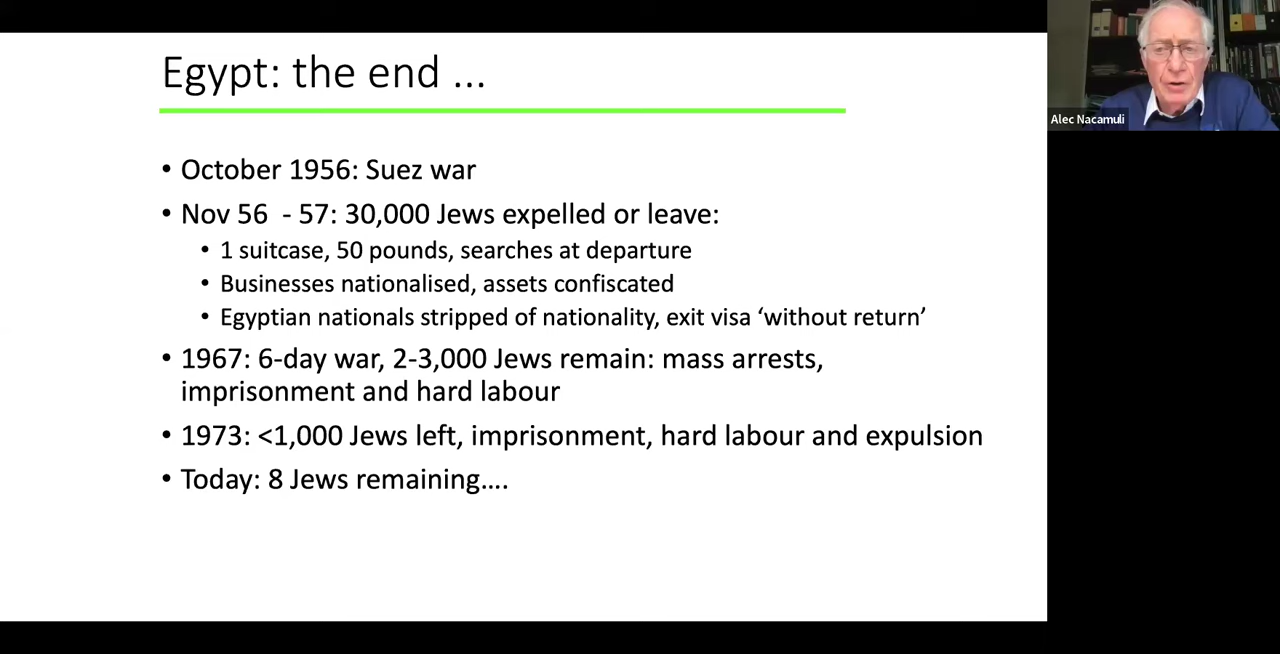 Egypt: the end ...
• October 1956: Suez war
• Nov 56 - 57: 30,000 Jews expelled or leave:
• 1 suitcase, 50 pounds, searches at departure
• Businesses nationalised, assets confiscated
• Egyptian nationals stripped of nationality, exit visa ‘without return’
• 1967: 6-day war, 2-3,000 Jews remain: mass arrests,
imprisonment and hard labour
• 1973: <1,000 Jews left, imprisonment, hard labour and expulsion
• Today: 8 Jews remaining....
Alec Nacamuli